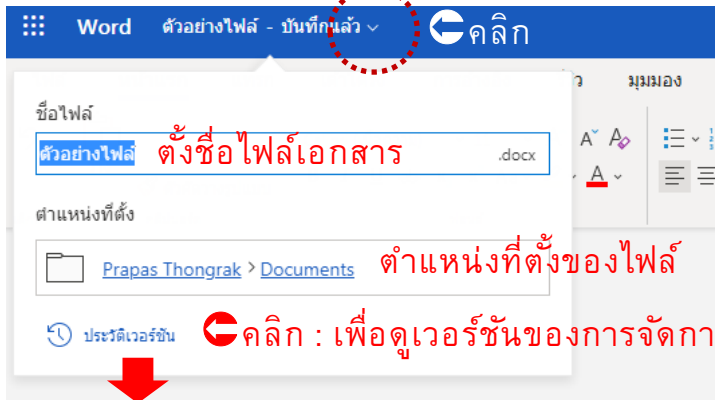 Word ตัวอย่างไฟล์ - บันทึกแล้ว คลิก
มุมมอง
ชื่อไฟล์
ตัวอย่างไฟล์ ตั้งชื่อไฟล์เอกสาร .docx
A A
A
ตำแหน่งที่ตั้ง
Prapas Thongrak > Documents ตำแหน่งที่ตั้งของไฟล์
ประวัติเวอร์ชัน คลิก : เพื่อดูเวอร์ชันของการจัดกา